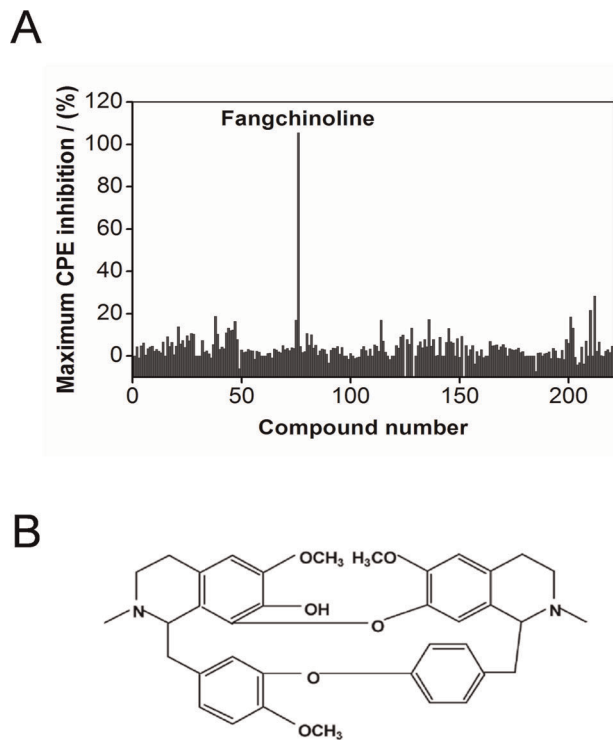 A
120
100
80
60
40
20
0
Maximum CPE inhibition / (%)
Fangchinoline
0 50 100 150 200
Compound number
B
OCH3 H3CO
N OH N
O
O
OCH3